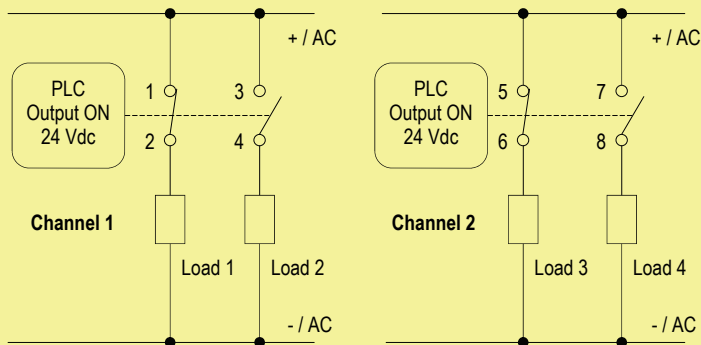 + / AC
PLC
Output ON
24 Vdc
1
3
2
4
Channel 1
Load 1
Load 2
- / AC
+ / AC
PLC
Output ON
24 Vdc
5
7
6
8
Channel 2
Load 3
Load 4
- / AC